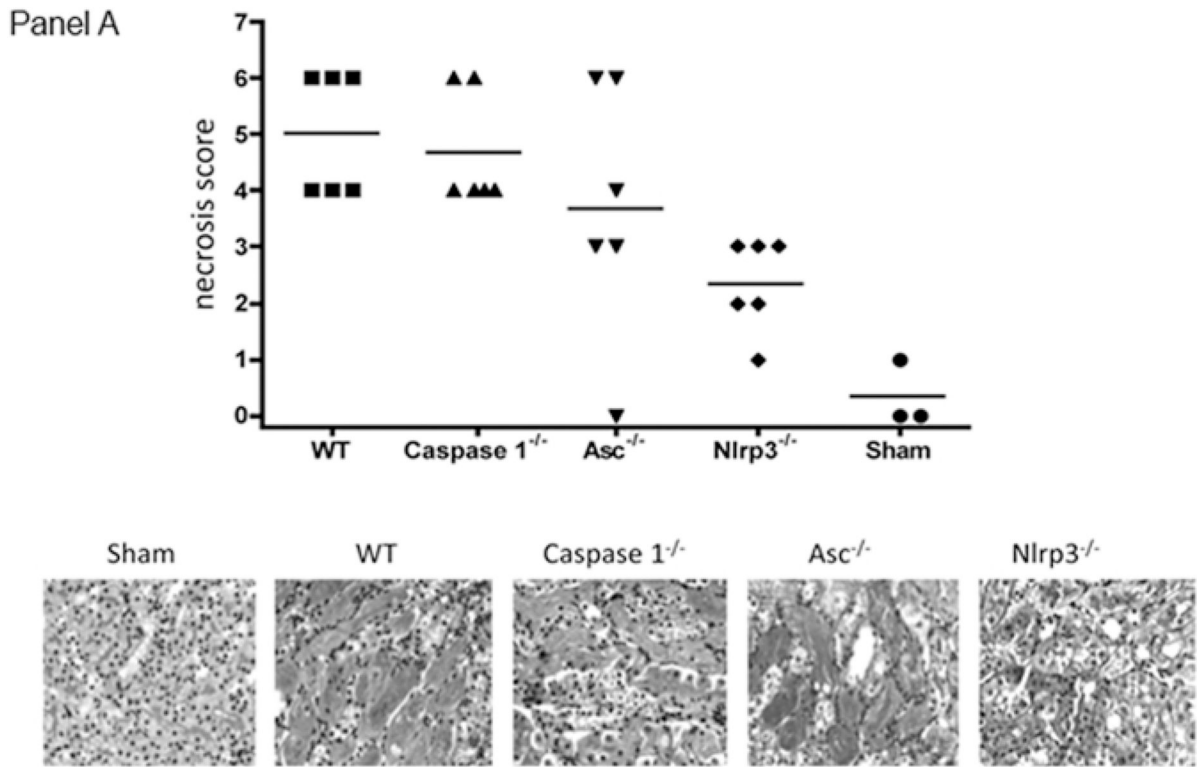 Panel A
necrosis score
7
6
5
4
3
2
1
0
WT Caspase 1-/- Asc-/- Nlrp3-/- Sham
Sham WT Caspase 1-/- Asc-/- Nlrp3-/-